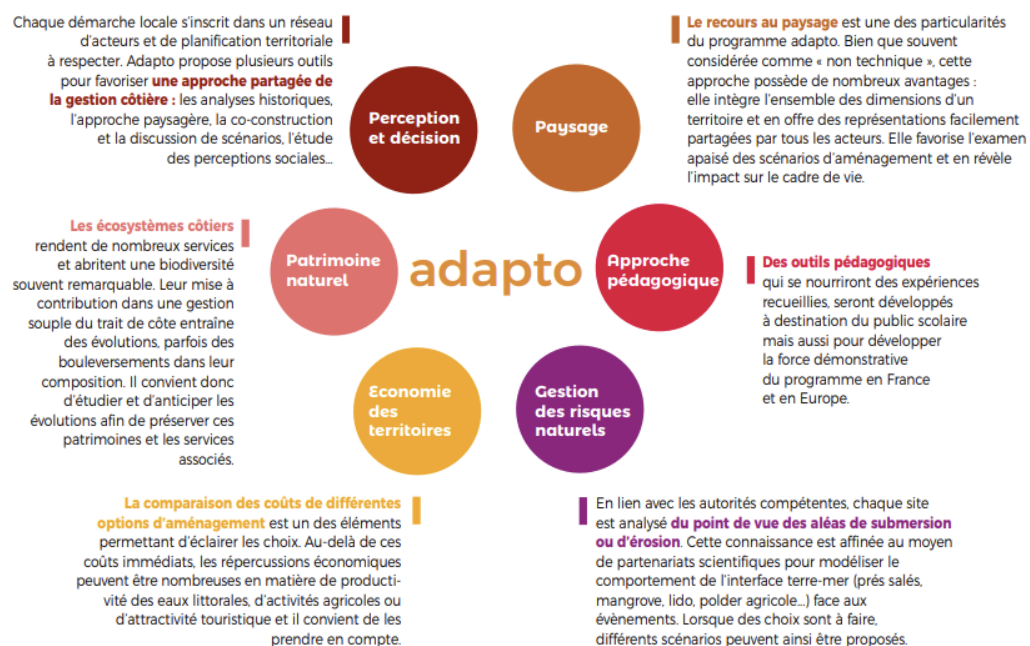 Chaque démarche locale s'inscrit dans un réseau
d'acteurs et de planification territoriale
à respecter. Adapto propose plusieurs outils
pour favoriser une approche partagée de
la gestion côtière : les analyses historiques,
l'approche paysagère, la co-construction
et la discussion de scénarios, l'étude
des perceptions sociales…
Perception
et décision
Paysage
Le recours au paysage est une des particularités
du programme adapto. Bien que souvent
considérée comme « non technique », cette
approche possède de nombreux avantages :
elle intègre l'ensemble des dimensions d'un
territoire et en offre des représentations facilement
partagées par tous les acteurs. Elle favorise l'examen
apaisé des scénarios d'aménagement et en révèle
l'impact sur le cadre de vie.
Les écosystèmes côtiers
rendent de nombreux services
et abritent une biodiversité
souvent remarquable. Leur mise à
contribution dans une gestion
souple du trait de côte entraîne
des évolutions, parfois des
bouleversements dans leur
composition. Il convient donc
d'étudier et d'anticiper les
évolutions afin de préserver ces
patrimoines et les services
associés.
Patrimoine
naturel
adapto
Approche
pédagogique
Des outils pédagogiques
qui se nourriront des expériences
recueillies, seront développés
à destination du public scolaire
mais aussi pour développer
la force démonstrative
du programme en France
et en Europe.
Economie
des
territoires
Gestion
des risques
naturels
La comparaison des coûts de différentes
options d'aménagement est un des éléments
permettant d'éclairer les choix. Au-delà de ces
coûts immédiats, les répercussions économiques
peuvent être nombreuses en matière de producti-
vité des eaux littorales, d'activités agricoles ou
d'attractivité touristique et il convient de les
prendre en compte.
En lien avec les autorités compétentes, chaque site
est analysé du point de vue des aléas de submersion
ou d'érosion. Cette connaissance est affinée au moyen
de partenariats scientifiques pour modéliser le
comportement de l'interface terre-mer (prés salés,
mangrove, lido, polder agricole…) face aux
évènements. Lorsque des choix sont à faire,
différents scénarios peuvent ainsi être proposés.